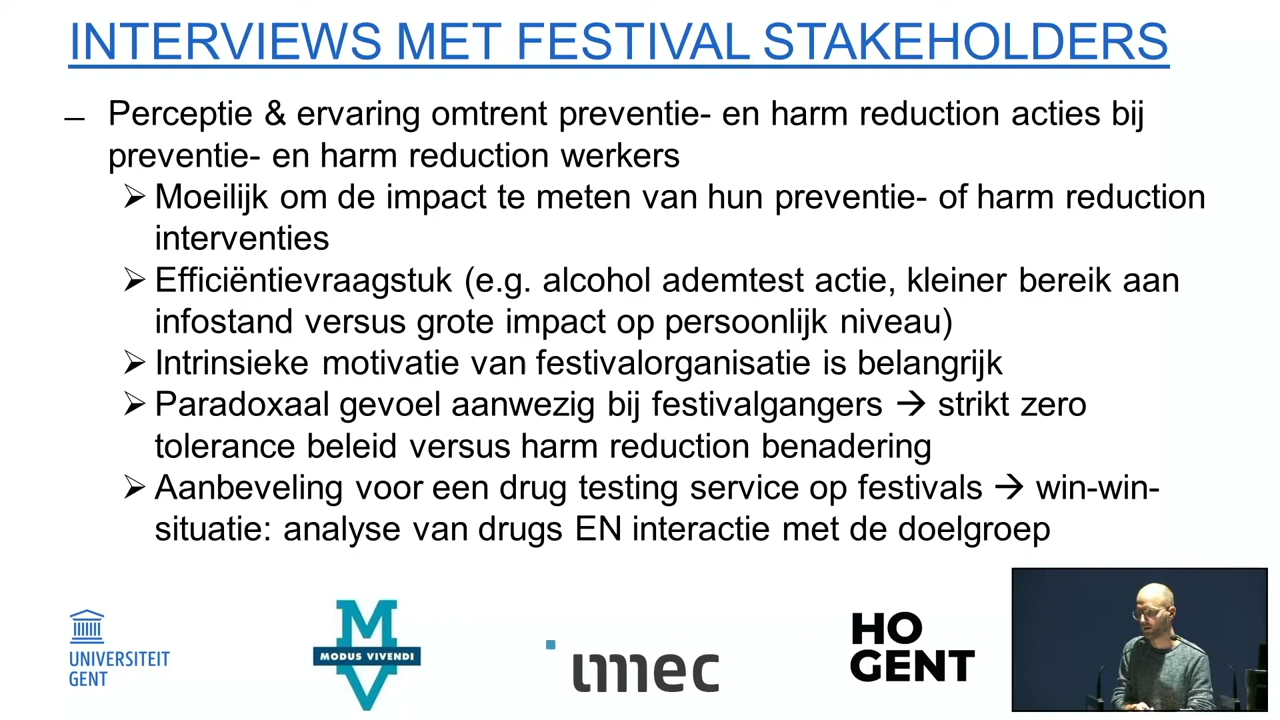 INTERVIEWS MET FESTIVAL STAKEHOLDERS
– Perceptie & ervaring omtrent preventie- en harm reduction acties bij
preventie- en harm reduction werkers
➢ Moeilijk om de impact te meten van hun preventie- of harm reduction
interventies
➢ Efficiëntievraagstuk (e.g. alcohol ademtest actie, kleiner bereik aan
infostand versus grote impact op persoonlijk niveau)
➢ Intrinsieke motivatie van festivalorganisatie is belangrijk
➢ Paradoxaal gevoel aanwezig bij festivalgangers → strikt zero
tolerance beleid versus harm reduction benadering
➢ Aanbeveling voor een drug testing service op festivals → win-win-
situatie: analyse van drugs EN interactie met de doelgroep
UNIVERSITEIT
GENT
M
MODUS VIVENDI
V
imec
HO
GENT